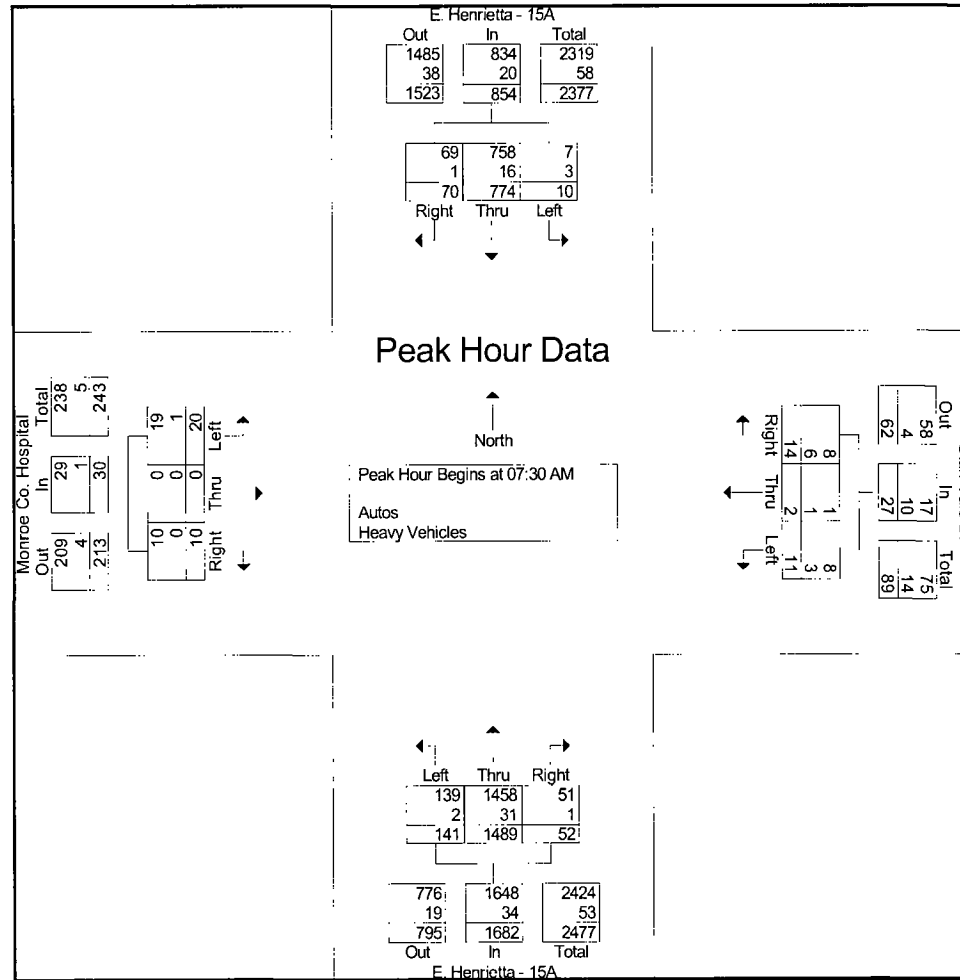 E. Henrietta - 15A
Out In Total
1485 834 2319
38 20 58
1523 854 2377
69 758 7
1 16 3
70 774 10
Right Thru Left
Peak Hour Data
North
Peak Hour Begins at 07:30 AM
Autos
Heavy Vehicles
Monroe Co. Hospital
Out In Total
209 29 238
4 1 5
213 30 243
Left Thru Right
19 0 10
1 0 0
20 0 10
Out In Total
58 17 75
4 10 14
62 27 89
Right Thru Left
8 1 8
6 1 3
14 2 11
Left Thru Right
139 1458 51
2 31 1
141 1489 52
776 1648 2424
19 34 53
795 1682 2477
Out In Total
E. Henrietta - 15A